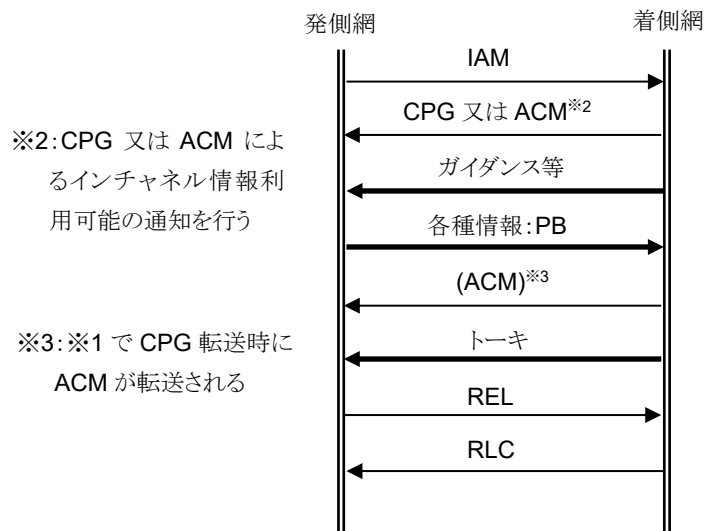 発側網
着側網
IAM
CPG 又は ACM※2
※2:CPG 又は ACM によ
るインチャネル情報利
用可能の通知を行う
ガイダンス等
各種情報:PB
(ACM)※3
※3:※1 で CPG 転送時に
ACM が転送される
トーキ
REL
RLC